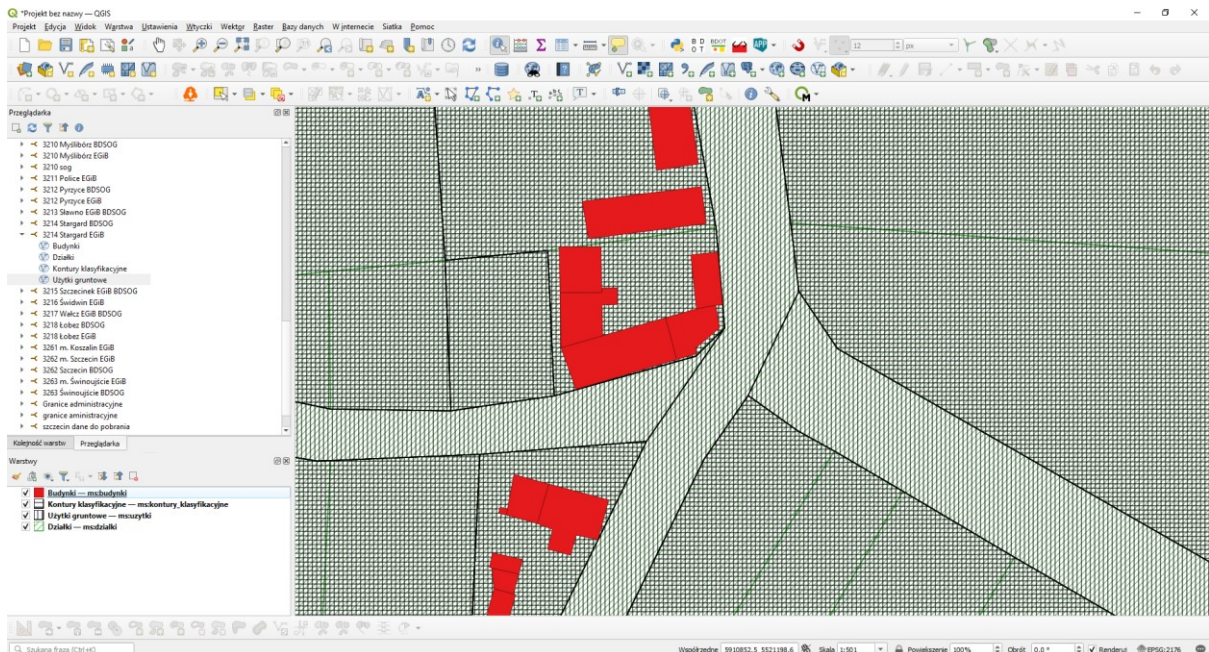 *Projekt bez nazwy — QGIS
Projekt Edycja Widok Warstwa Ustawienia Wtyczki Wektor Raster Bazy danych W internecie Siatka Pomoc
B D O T
BDOT
APP
12
px
Przeglądarka
3210 Myślibórz BDSOG
3210 Myślibórz EGiB
3210 sog
3211 Police EGiB
3212 Pyrzyce BDSOG
3212 Pyrzyce EGiB
3213 Sławno EGiB BDSOG
3214 Stargard BDSOG
3214 Stargard EGiB
Budynki
Działki
Kontury klasyfikacyjne
Użytki gruntowe
3215 Szczecinek EGiB BDSOG
3216 Świdwin EGiB
3217 Wałcz EGiB BDSOG
3218 Łobez BDSOG
3218 Łobez EGiB
3261 m. Koszalin EGiB
3262 m. Szczecin EGiB
3262 Szczecin BDSOG
3263 m. Świnoujście EGiB
3263 Świnoujście BDSOG
Granice administracyjne
granice aministracyjne
szczecin dane do pobrania
Kolejność warstw Przeglądarka
Warstwy
Budynki — ms:budynki
Kontury klasyfikacyjne — ms:kontury_klasyfikacyjne
Użytki gruntowe — ms:uzytki
Działki — ms:dzialki
Szukana fraza (Ctrl+K) Współrzędne 5910852.5 5521198.6 Skala 1:501 Powiększenie 100% Obrót 0,0 ° Renderuj EPSG:2176